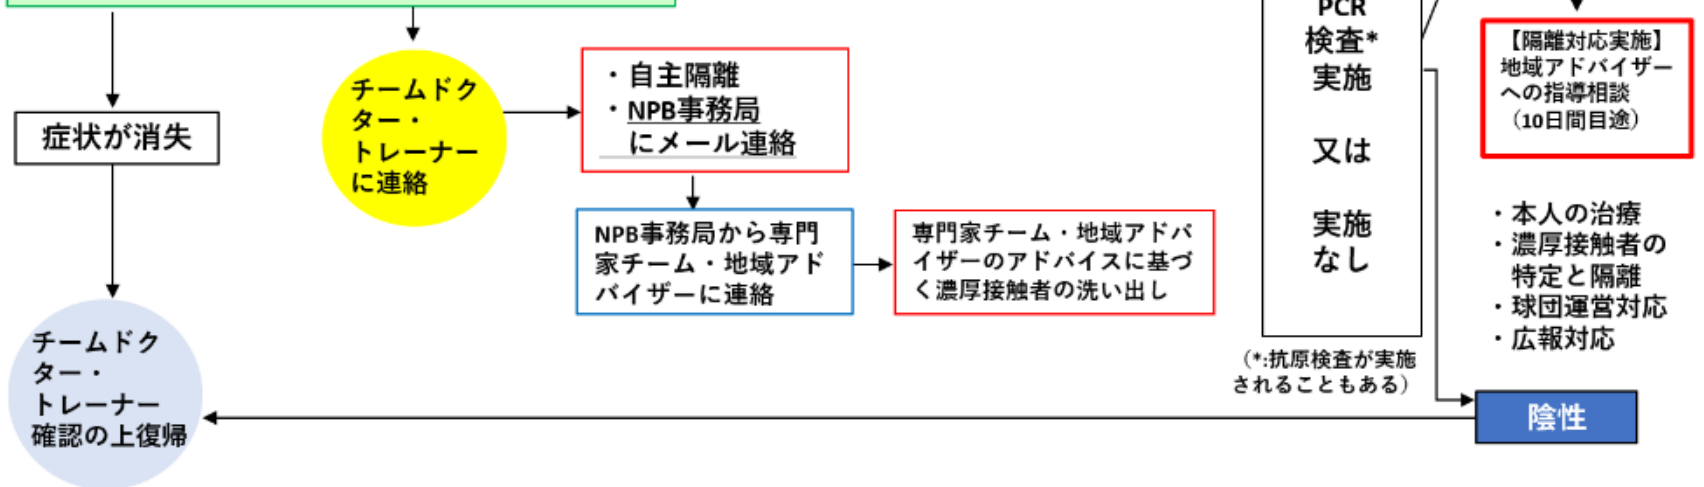 症状が消失
チームドク
ター・
トレーナー
確認の上復帰
チームドク
ター・
トレーナー
に連絡
・自主隔離
・NPB事務局
にメール連絡
NPB事務局から専門
家チーム・地域アド
バイザーに連絡
専門家チーム・地域アドバ
イザーのアドバイスに基づ
く濃厚接触者の洗い出し
PCR
検査*
実施
又は
実施
なし
（*:抗原検査が実施
されることもある）
【隔離対応実施】
地域アドバイザー
への指導相談
（10日間目途）
・本人の治療
・濃厚接触者の
特定と隔離
・球団運営対応
・広報対応
陰性